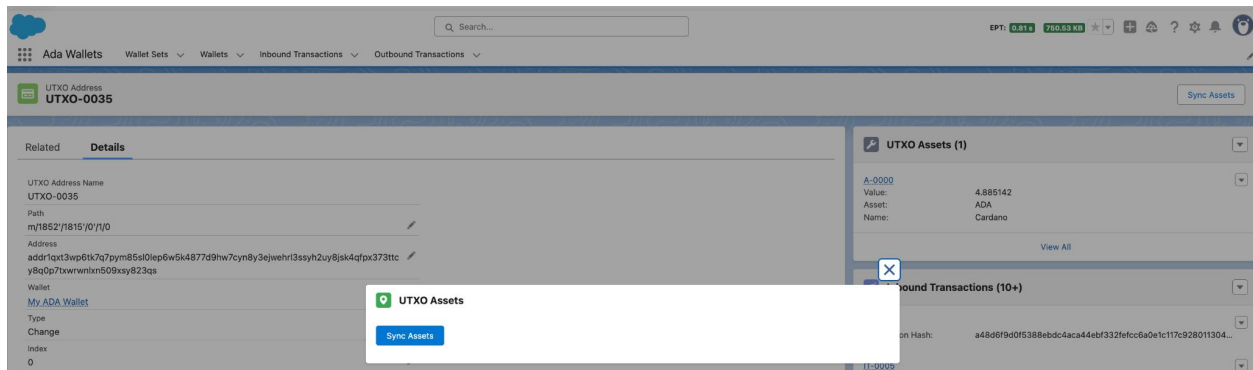 Search...
EPT: 0.81 s 750.53 KB
Ada Wallets Wallet Sets Wallets Inbound Transactions Outbound Transactions
UTXO Address
UTXO-0035
Sync Assets
Related Details
UTXO Address Name
UTXO-0035
Path
m/1852'/1815'/0'/1/0
Address
addr1qxt3wp6tk7q7pym85sl0lep6w5k4877d9hw7cyn8y3ejwehrl3ssyh2uy8jsk4qfpx373ttc
y8q0p7txwrwnlxn509xsy823qs
Wallet
My ADA Wallet
Type
Change
Index
0
UTXO Assets (1)
A-0000
Value: 4.885142
Asset: ADA
Name: Cardano
View All
bound Transactions (10+)
on Hash: a48d6f9d0f5388ebdc4aca44ebf332fefcc6a0e1c117c928011304...
IT-0005
UTXO Assets
Sync Assets